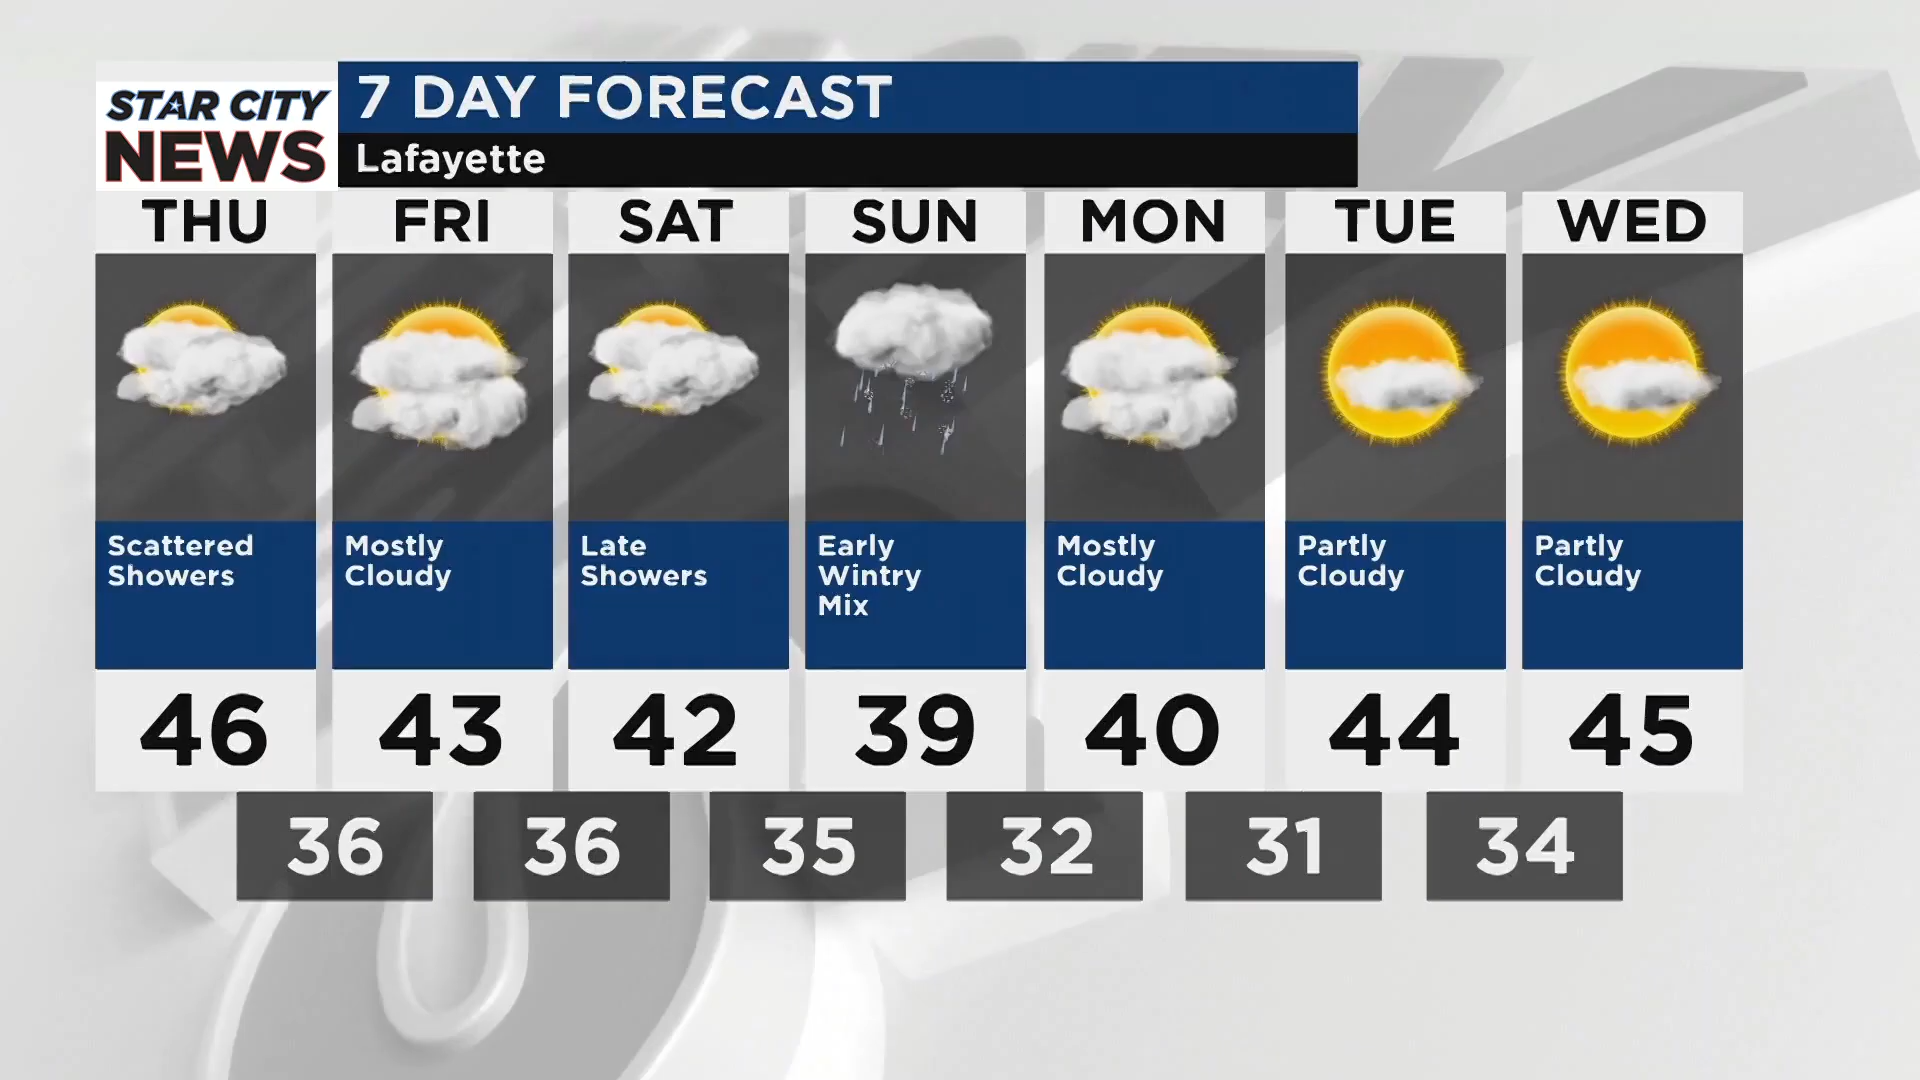 STAR CITY
NEWS
7 DAY FORECAST
Lafayette
THU
FRI
SAT
SUN
MON
TUE
WED
Scattered
Showers
Mostly
Cloudy
Late
Showers
Early
Wintry
Mix
Mostly
Cloudy
Partly
Cloudy
Partly
Cloudy
46
43
42
39
40
44
45
36
36
35
32
31
34